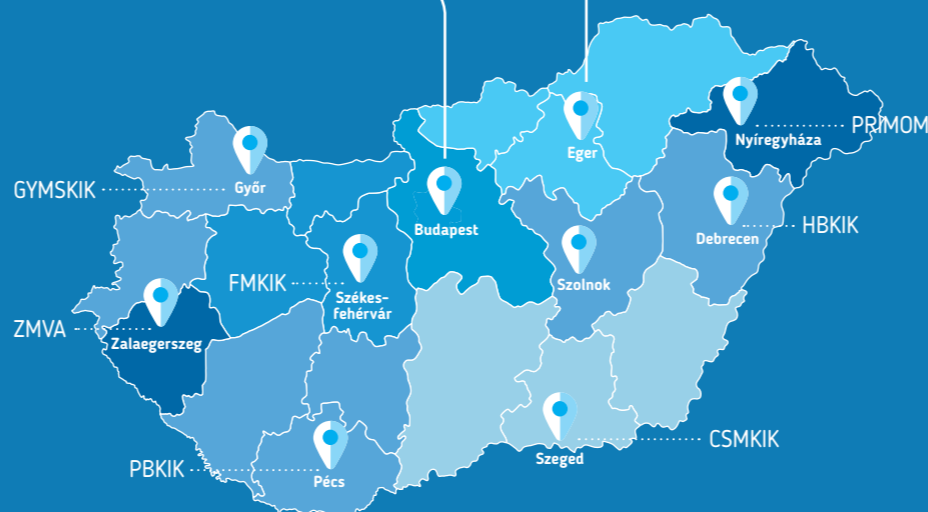 PRIMOM
Nyíregyháza
Eger
GYMSKIK
Győr
HBKIK
Debrecen
Budapest
FMKIK
Székes-
fehérvár
Szolnok
ZMVA
Zalaegerszeg
CSMKIK
Szeged
PBKIK
Pécs